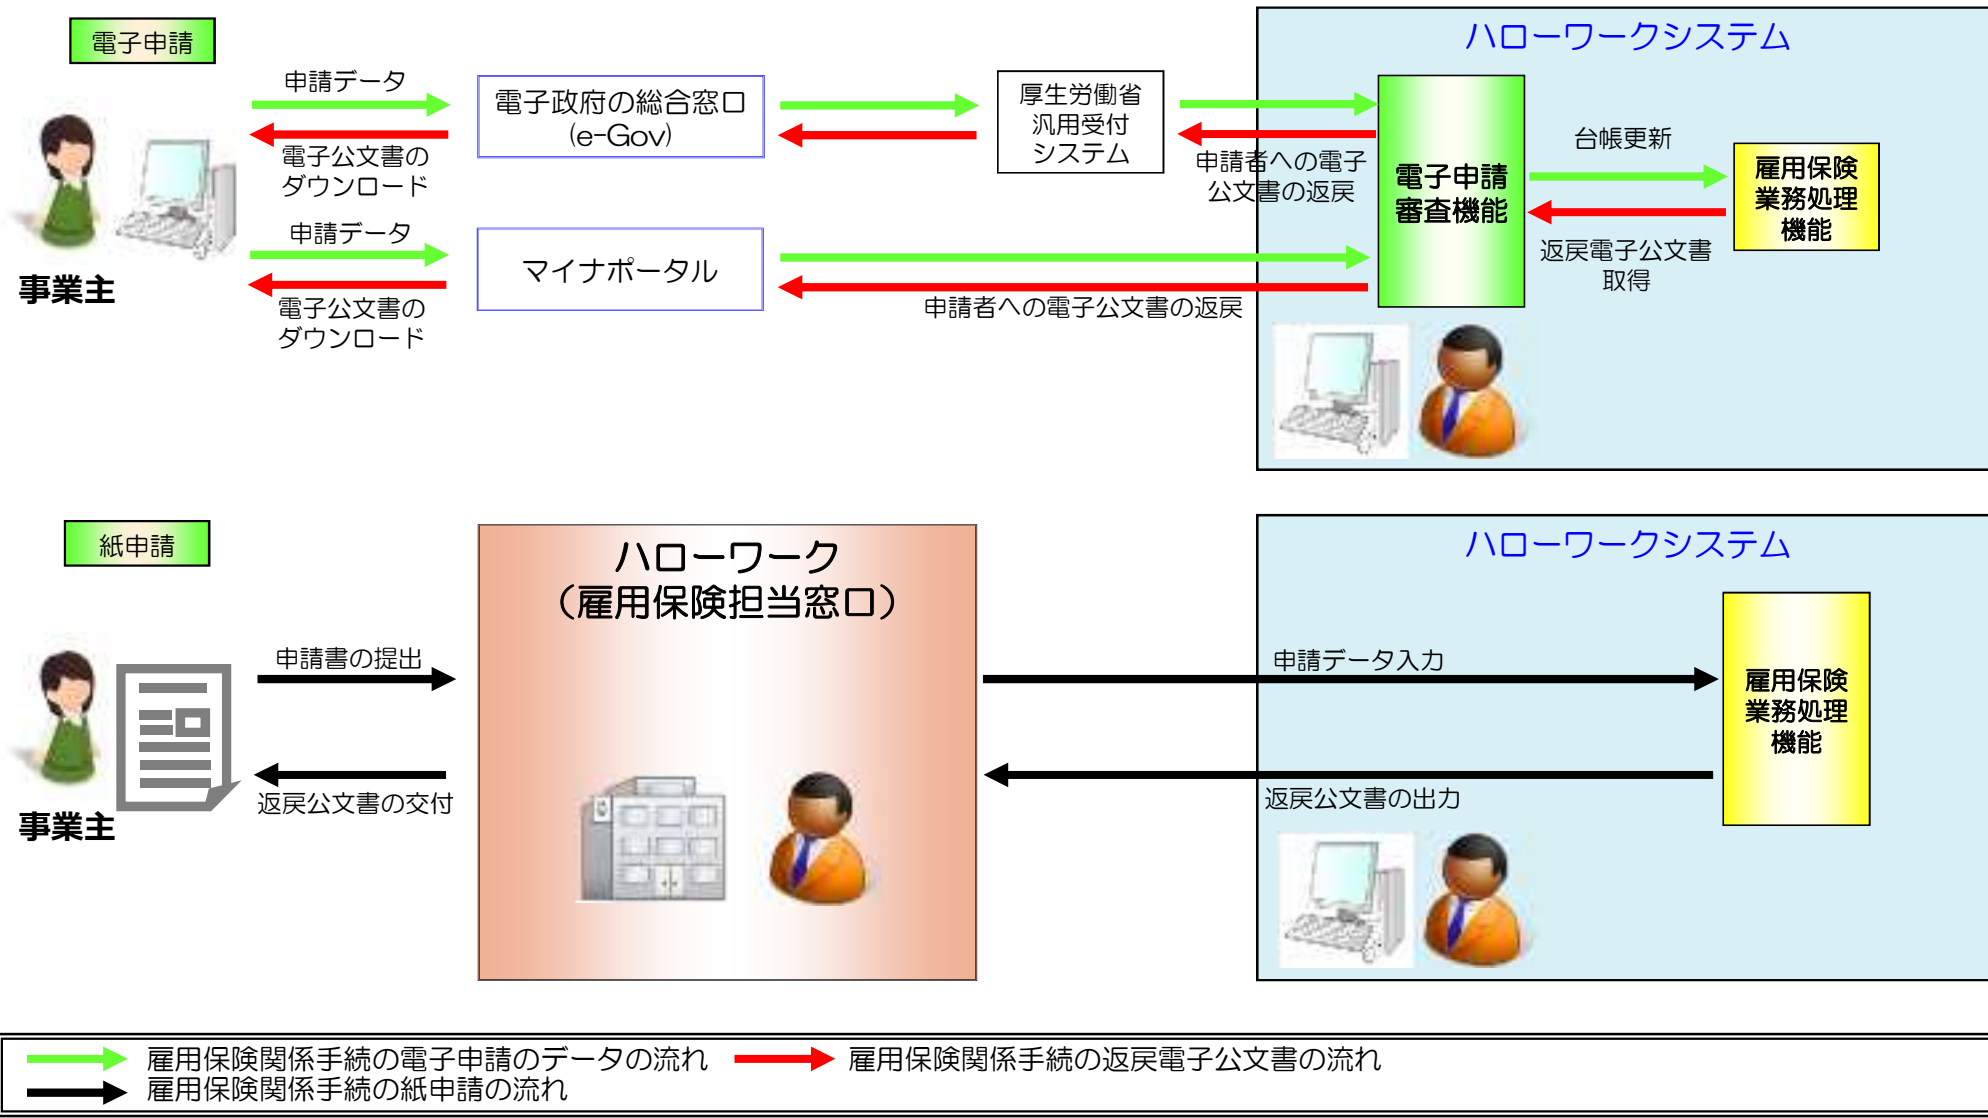 電子申請
ハローワークシステム
申請データ
電子政府の総合窓口
(e-Gov)
厚生労働省
汎用受付
システム
電子公文書の
ダウンロード
申請者への電子
公文書の返戻
電子申請
審査機能
台帳更新
雇用保険
業務処理
機能
返戻電子公文書
取得
申請データ
マイナポータル
事業主
電子公文書の
ダウンロード
申請者への電子公文書の返戻
紙申請
ハローワーク
（雇用保険担当窓口）
ハローワークシステム
申請書の提出
申請データ入力
雇用保険
業務処理
機能
返戻公文書の交付
返戻公文書の出力
事業主
雇用保険関係手続の電子申請のデータの流れ
雇用保険関係手続の返戻電子公文書の流れ
雇用保険関係手続の紙申請の流れ